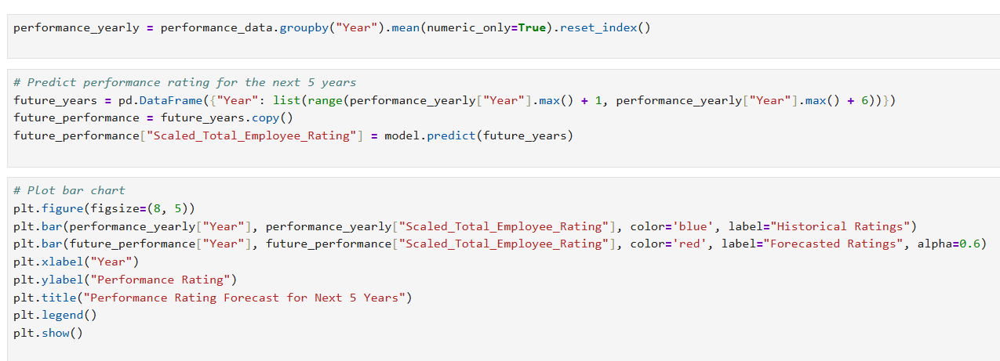 performance_yearly = performance_data.groupby("Year").mean(numeric_only=True).reset_index()
# Predict performance rating for the next 5 years
future_years = pd.DataFrame({"Year": list(range(performance_yearly["Year"].max() + 1, performance_yearly["Year"].max() + 6))})
future_performance = future_years.copy()
future_performance["Scaled_Total_Employee_Rating"] = model.predict(future_years)
# Plot bar chart
plt.figure(figsize=(8, 5))
plt.bar(performance_yearly["Year"], performance_yearly["Scaled_Total_Employee_Rating"], color='blue', label="Historical Ratings")
plt.bar(future_performance["Year"], future_performance["Scaled_Total_Employee_Rating"], color='red', label="Forecasted Ratings", alpha=0.6)
plt.xlabel("Year")
plt.ylabel("Performance Rating")
plt.title("Performance Rating Forecast for Next 5 Years")
plt.legend()
plt.show()